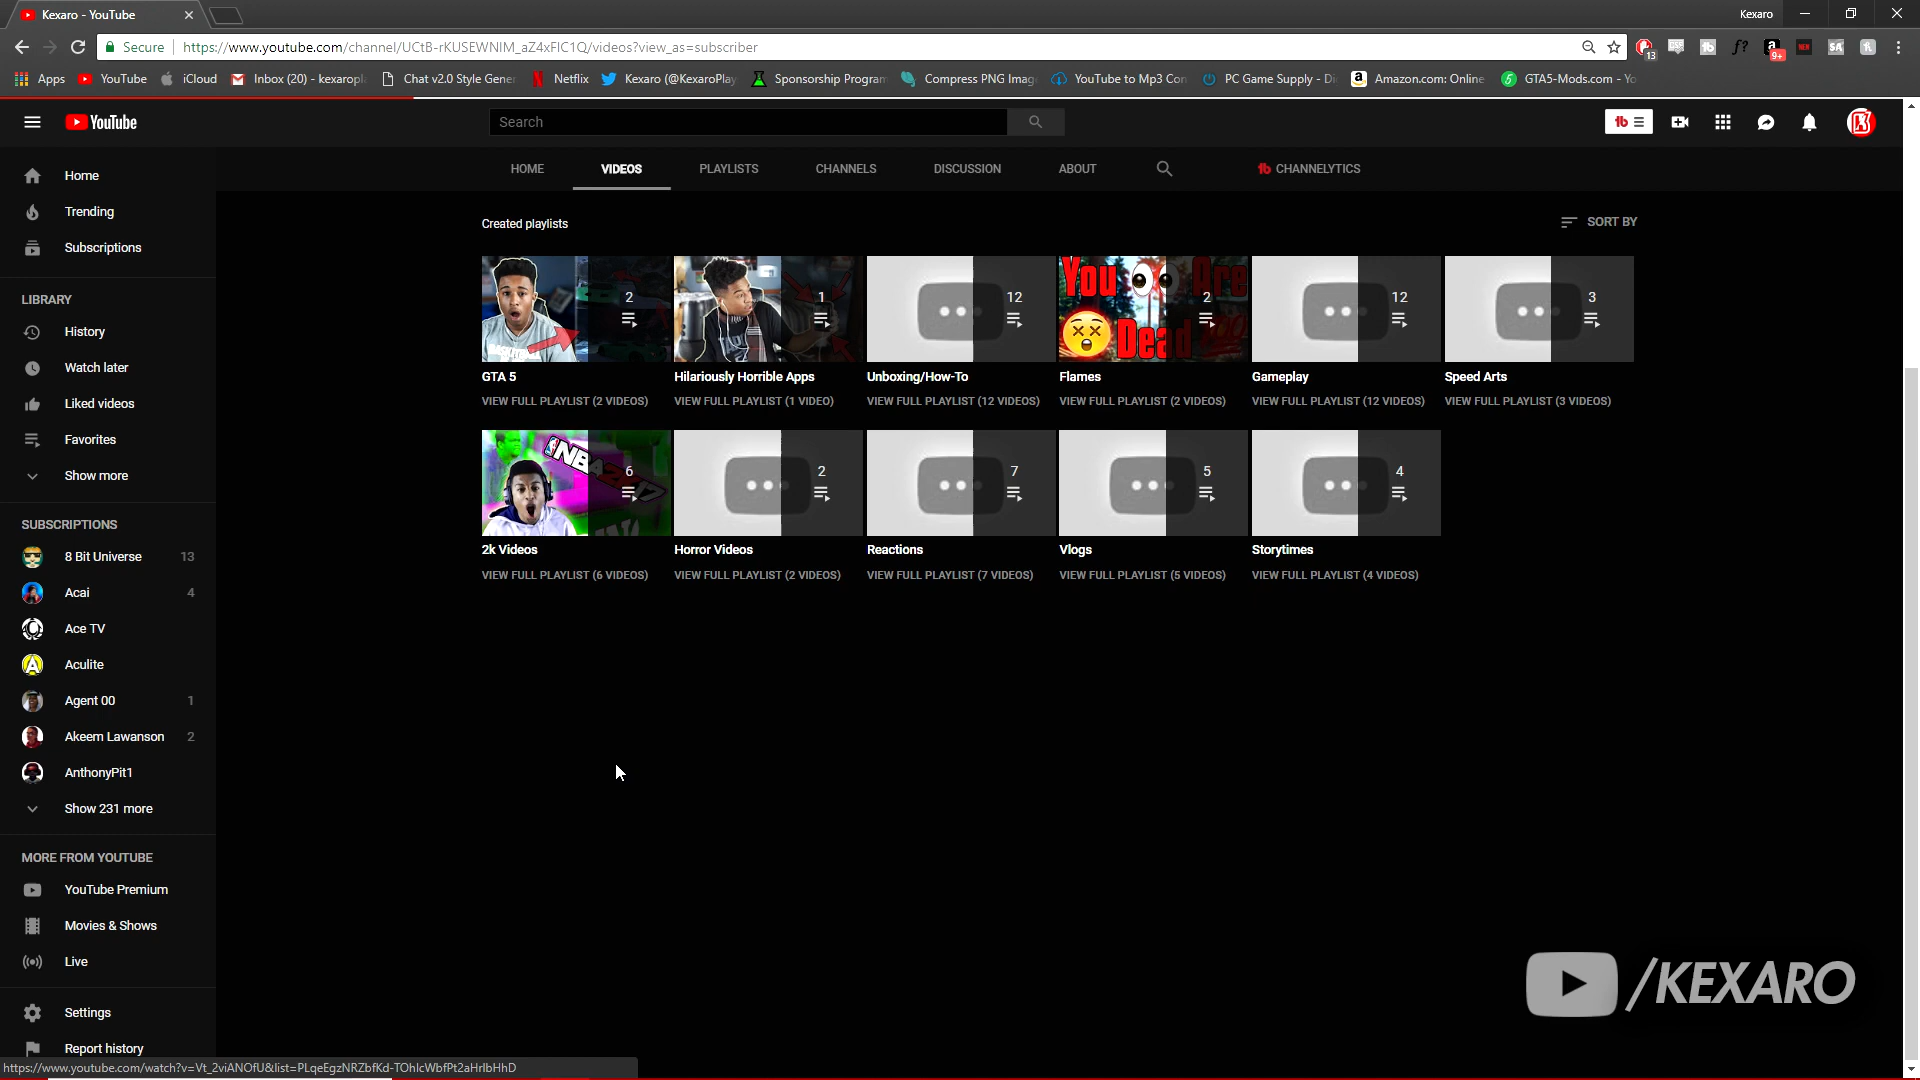 Kexaro - YouTube
Kexaro
Secure
https://www.youtube.com/channel/UCtB-rKUSEWNIM_aZ4xFIC1Q/videos?view_as=subscriber
13
9+
NEW
SA
Apps
YouTube
iCloud
Inbox (20) - kexaropl
Chat v2.0 Style Gener
Netflix
Kexaro (@KexaroPlay
Sponsorship Program
Compress PNG Imag
YouTube to Mp3 Con
PC Game Supply - Di
Amazon.com: Online
GTA5-Mods.com - Yo
YouTube
Search
HOME
VIDEOS
PLAYLISTS
CHANNELS
DISCUSSION
ABOUT
CHANNELYTICS
Home
Trending
Subscriptions
LIBRARY
History
Watch later
Liked videos
Favorites
Show more
SUBSCRIPTIONS
8 Bit Universe 13
Acai 4
Ace TV
Aculite
Agent 00 1
Akeem Lawanson 2
AnthonyPit1
Show 231 more
MORE FROM YOUTUBE
YouTube Premium
Movies & Shows
Live
Settings
Report history
Created playlists
SORT BY
2
1
12
You Are Dead
2
12
3
GTA 5
Hilariously Horrible Apps
Unboxing/How-To
Flames
Gameplay
Speed Arts
VIEW FULL PLAYLIST (2 VIDEOS)
VIEW FULL PLAYLIST (1 VIDEO)
VIEW FULL PLAYLIST (12 VIDEOS)
VIEW FULL PLAYLIST (2 VIDEOS)
VIEW FULL PLAYLIST (12 VIDEOS)
VIEW FULL PLAYLIST (3 VIDEOS)
NBA 2K17
6
2
7
5
4
2k Videos
Horror Videos
Reactions
Vlogs
Storytimes
VIEW FULL PLAYLIST (6 VIDEOS)
VIEW FULL PLAYLIST (2 VIDEOS)
VIEW FULL PLAYLIST (7 VIDEOS)
VIEW FULL PLAYLIST (5 VIDEOS)
VIEW FULL PLAYLIST (4 VIDEOS)
/KEXARO
https://www.youtube.com/watch?v=Vt_2viANOfU&list=PLqeEgzNRZbfKd-TOhlcWbfPt2aHrIbHhD